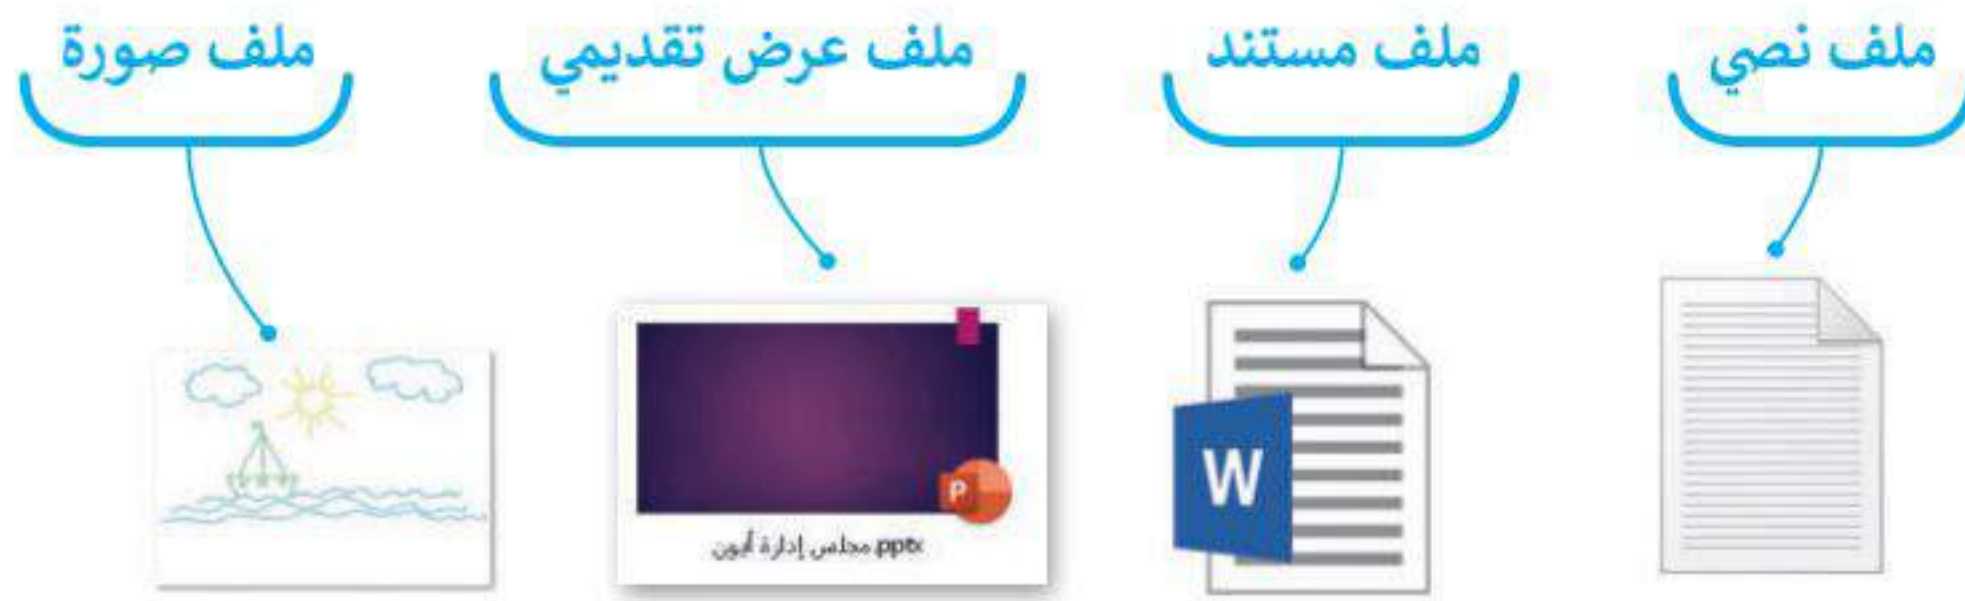 ملف نصي
ملف مستند
ملف عرض تقديمي
ملف صورة
W
P
مجلس إدارة أيون.pptx